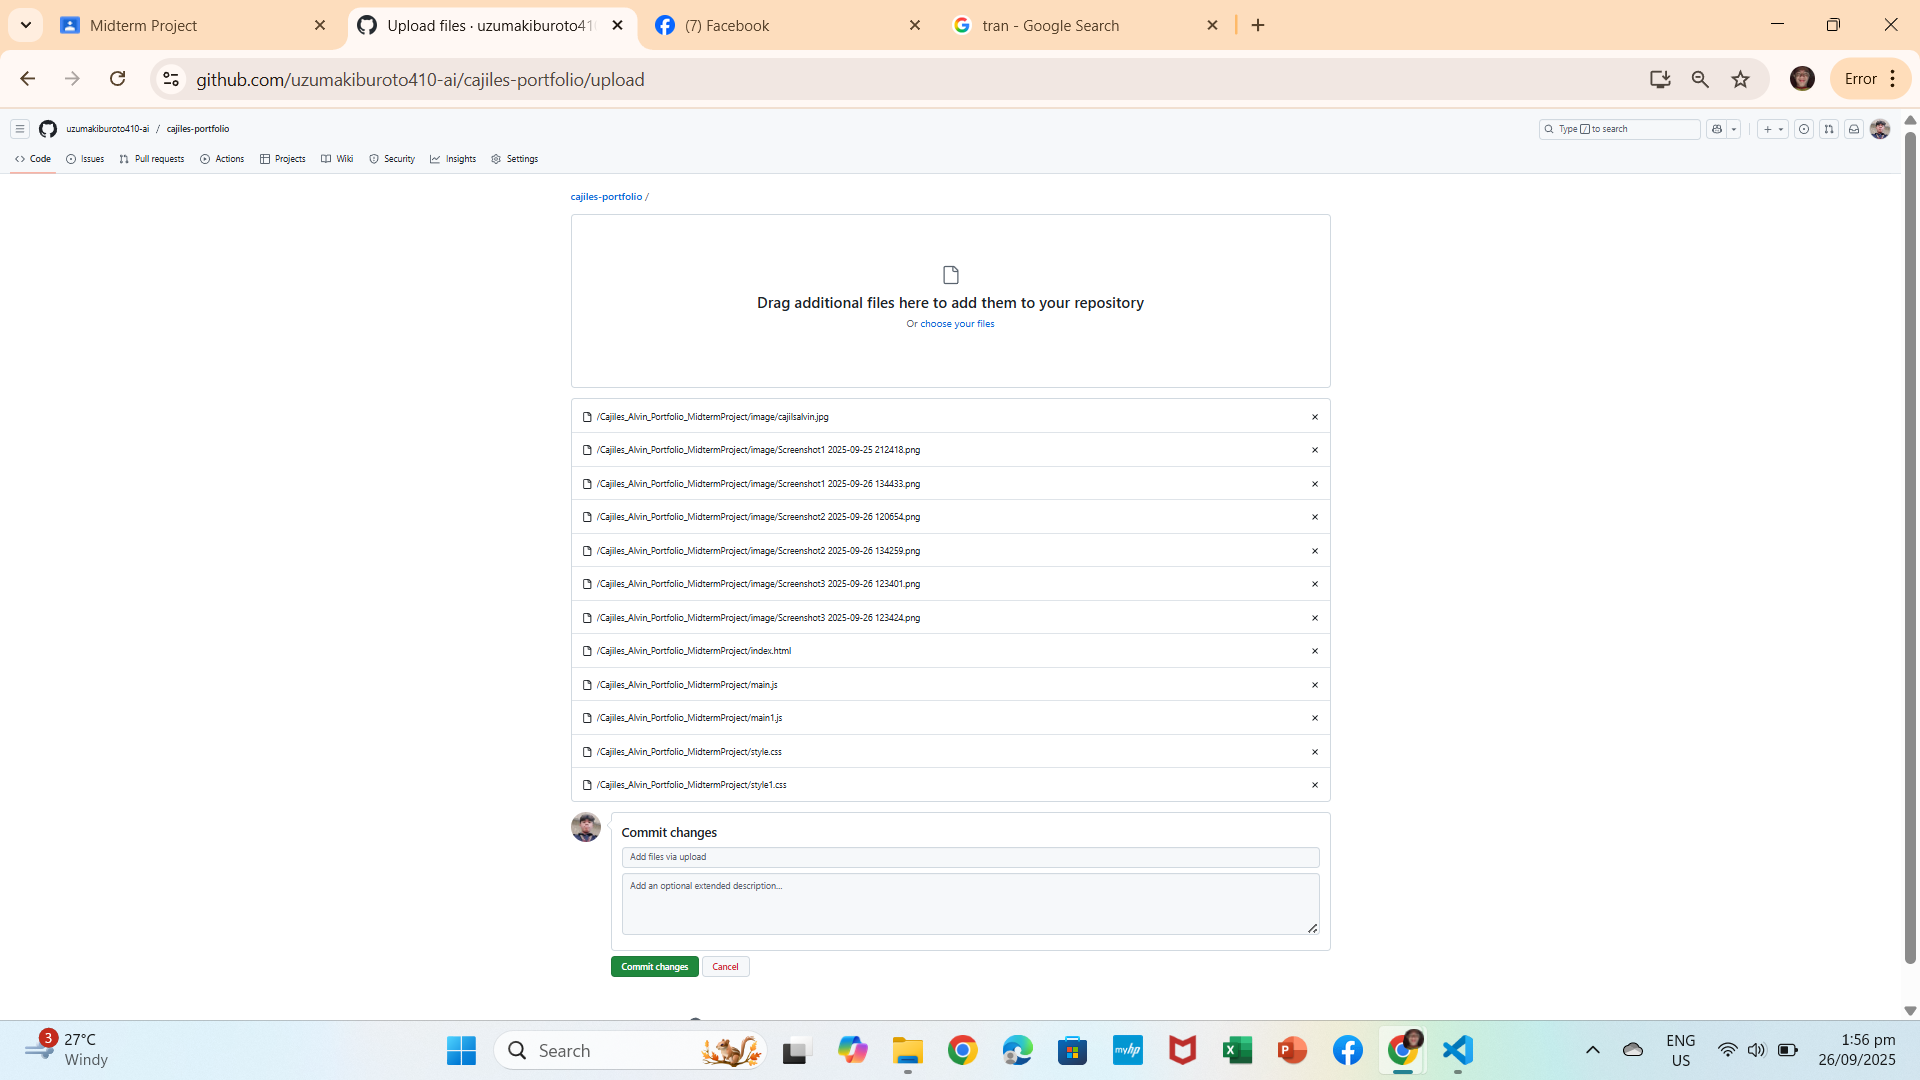 Midterm Project
Upload files · uzumakiburoto41
(7) Facebook
tran - Google Search
github.com/uzumakiburoto410-ai/cajiles-portfolio/upload
Error
uzumakiburoto410-ai / cajiles-portfolio
Type / to search
Code
Issues
Pull requests
Actions
Projects
Wiki
Security
Insights
Settings
cajiles-portfolio /
Drag additional files here to add them to your repository
Or choose your files
/Cajiles_Alvin_Portfolio_MidtermProject/image/cajilsalvin.jpg
/Cajiles_Alvin_Portfolio_MidtermProject/image/Screenshot1 2025-09-25 212418.png
/Cajiles_Alvin_Portfolio_MidtermProject/image/Screenshot1 2025-09-26 134433.png
/Cajiles_Alvin_Portfolio_MidtermProject/image/Screenshot2 2025-09-26 120654.png
/Cajiles_Alvin_Portfolio_MidtermProject/image/Screenshot2 2025-09-26 134259.png
/Cajiles_Alvin_Portfolio_MidtermProject/image/Screenshot3 2025-09-26 123401.png
/Cajiles_Alvin_Portfolio_MidtermProject/image/Screenshot3 2025-09-26 123424.png
/Cajiles_Alvin_Portfolio_MidtermProject/index.html
/Cajiles_Alvin_Portfolio_MidtermProject/main.js
/Cajiles_Alvin_Portfolio_MidtermProject/main1.js
/Cajiles_Alvin_Portfolio_MidtermProject/style.css
/Cajiles_Alvin_Portfolio_MidtermProject/style1.css
Commit changes
Add files via upload
Add an optional extended description...
Commit changes
Cancel
3
27°C
Windy
Search
myhp
ENG
US
1:56 pm
26/09/2025